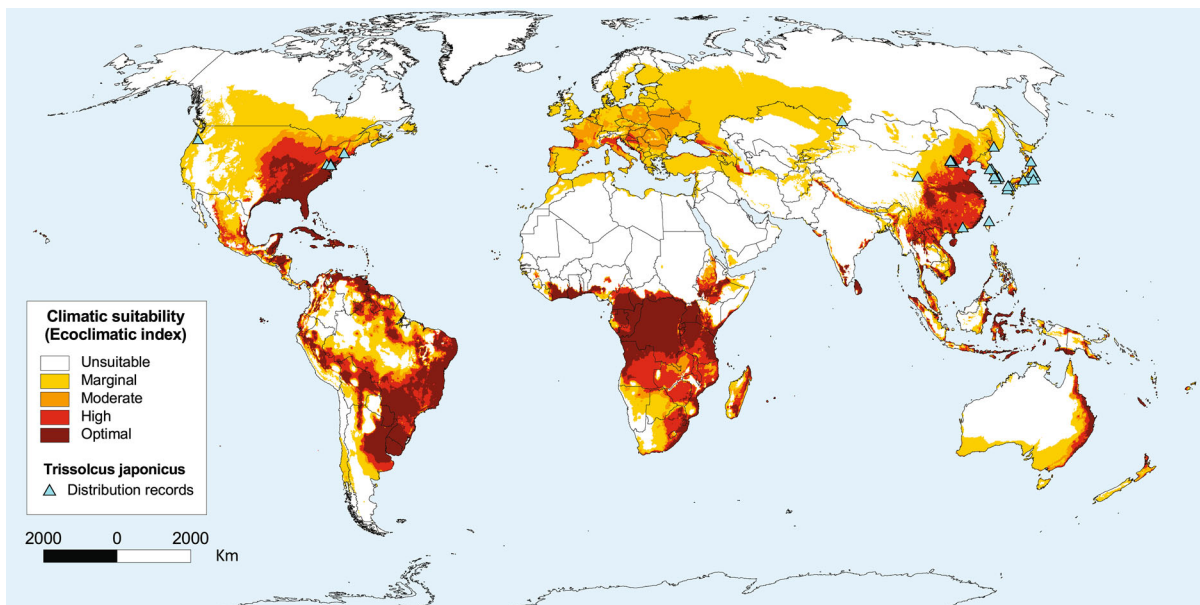 Climatic suitability
(Ecoclimatic index)
Unsuitable
Marginal
Moderate
High
Optimal
Trissolcus japonicus
Distribution records
2000 0 2000
Km